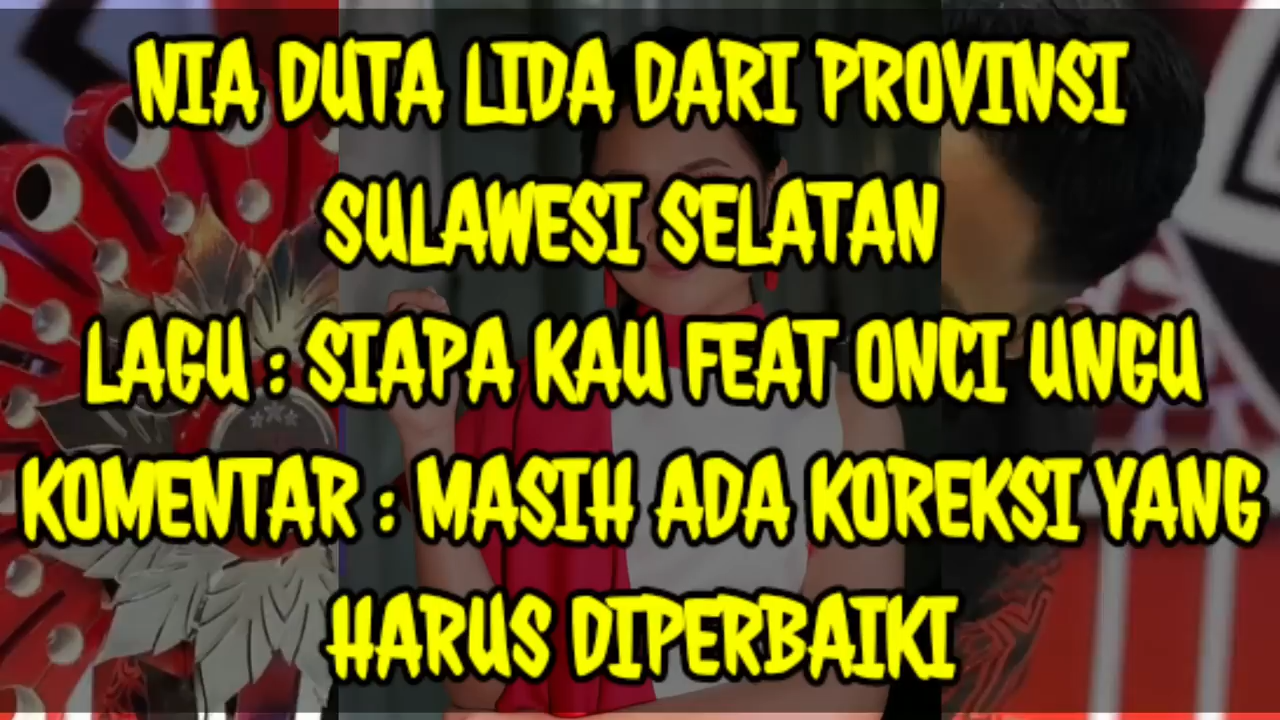 NIA DUTA LIDA DARI PROVINSI
SULAWESI SELATAN
LAGU : SIAPA KAU FEAT ONCI UNGU
KOMENTAR : MASIH ADA KOREKSI YANG
HARUS DIPERBAIKI